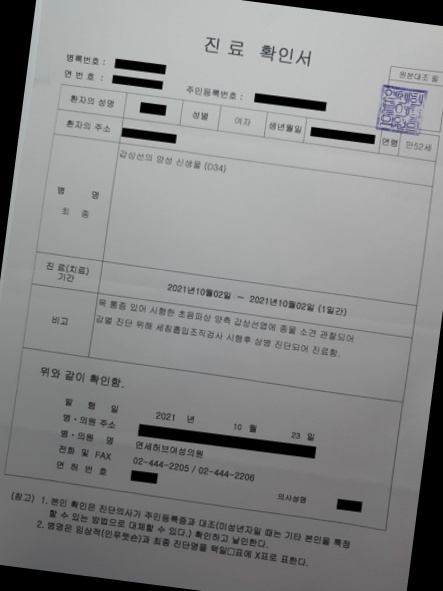 진 료 확인서
병록번호 :
연 번 호 :
주민등록번호 :
원본대조 필
환자의 성명
성별
여자
생년월일
연령
만52세
환자의 주소
병 명
최 종
갑상선의 양성 신생물 (D34)
진 료(치료)
기간
2021년10월02일 ~ 2021년10월02일 (1일간)
비고
목 통증 있어 시행한 초음파상 양측 갑상선엽에 종물 소견 관찰되어
감별 진단 위해 세침흡입조직검사 시행후 상병 진단되어 진료함.
위와 같이 확인함.
발 행 일
2021 년 10 월 23 일
병·의원 주소
병·의원 명
연세허브여성의원
전화 및 FAX
02-444-2205 / 02-444-2206
면 허 번 호
의사성명
(참고) 1. 본인 확인은 진단의사가 주민등록증과 대조(미성년자일 때는 기타 본인을 특정
할 수 있는 방법으로 대체할 수 있다.) 확인하고 날인한다.
2. 병명은 임상적(인푸렛숀)과 최종 진단명을 택일□표에 X표로 표한다.